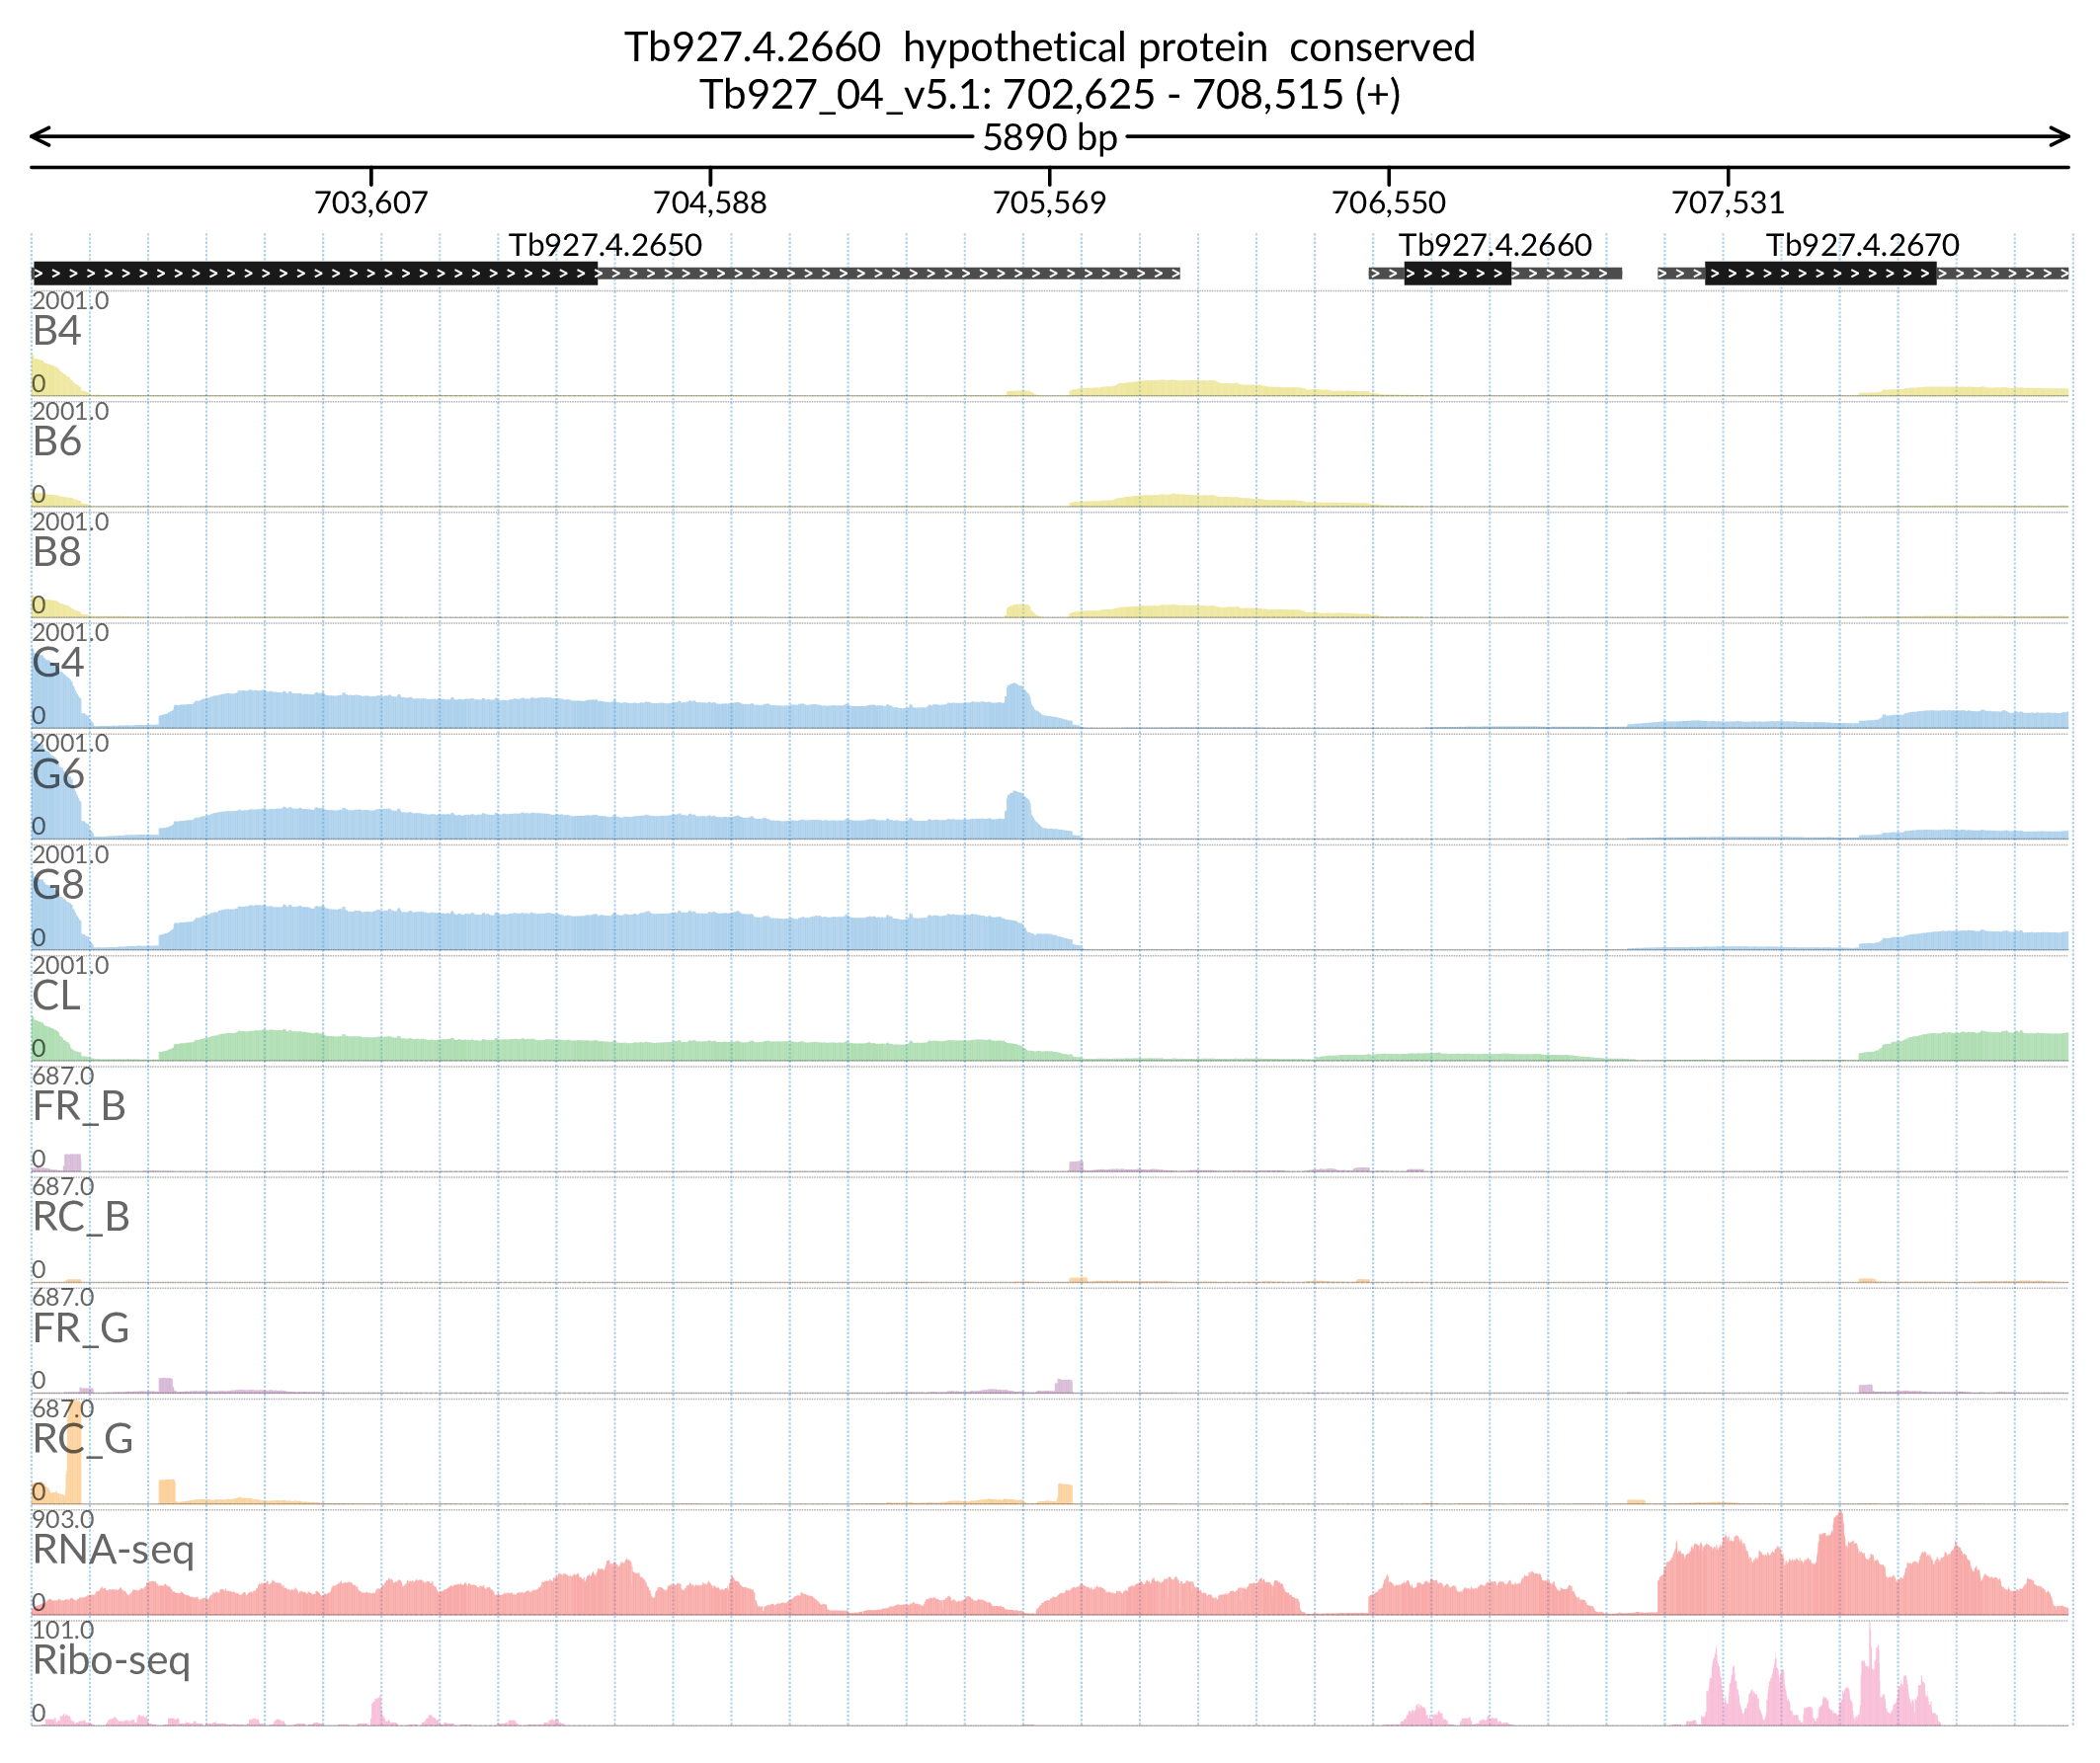 Tb927.4.2660  hypothetical protein  conserved
Tb927_04_v5.1: 702,625 - 708,515 (+)
5890 bp
703,607 704,588 705,569 706,550 707,531
Tb927.4.2650 Tb927.4.2660 Tb927.4.2670
2001.0
B4
0
2001.0
B6
0
2001.0
B8
0
2001.0
G4
0
2001.0
G6
0
2001.0
G8
0
2001.0
CL
0
687.0
FR_B
0
687.0
RC_B
0
687.0
FR_G
0
687.0
RC_G
0
903.0
RNA-seq
0
101.0
Ribo-seq
0